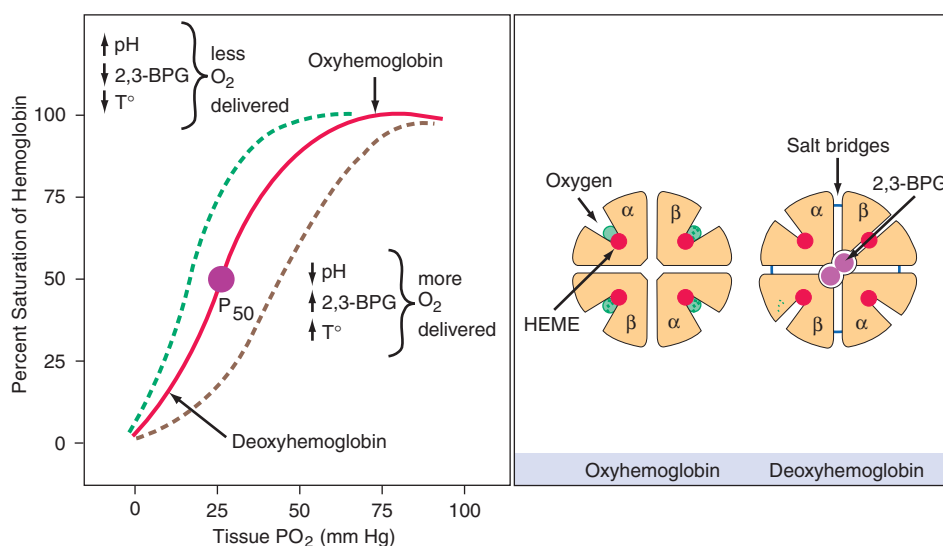 ↑ pH
↓ 2,3-BPG
↓ T°
less
O₂
delivered
Oxyhemoglobin
Percent Saturation of Hemoglobin
100
75
50
25
0
P₅₀
↓ pH
↑ 2,3-BPG
↑ T°
more
O₂
delivered
Deoxyhemoglobin
0 25 50 75 100
Tissue PO₂ (mm Hg)
Salt bridges
2,3-BPG
Oxygen
α β
α β
HEME
β α
β α
Oxyhemoglobin Deoxyhemoglobin